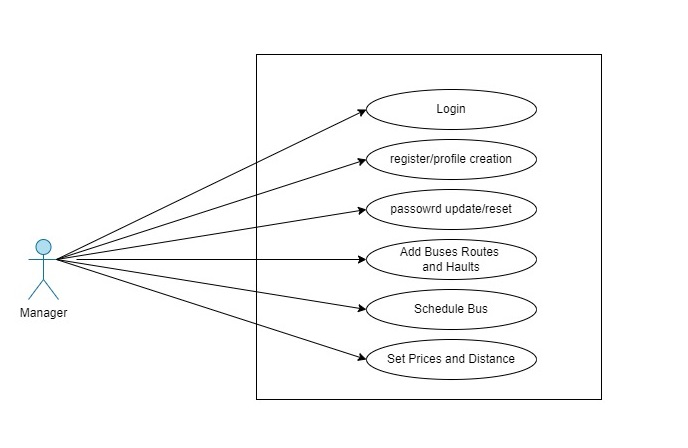 Login
register/profile creation
passowrd update/reset
Add Buses Routes
and Haults
Schedule Bus
Set Prices and Distance
Manager